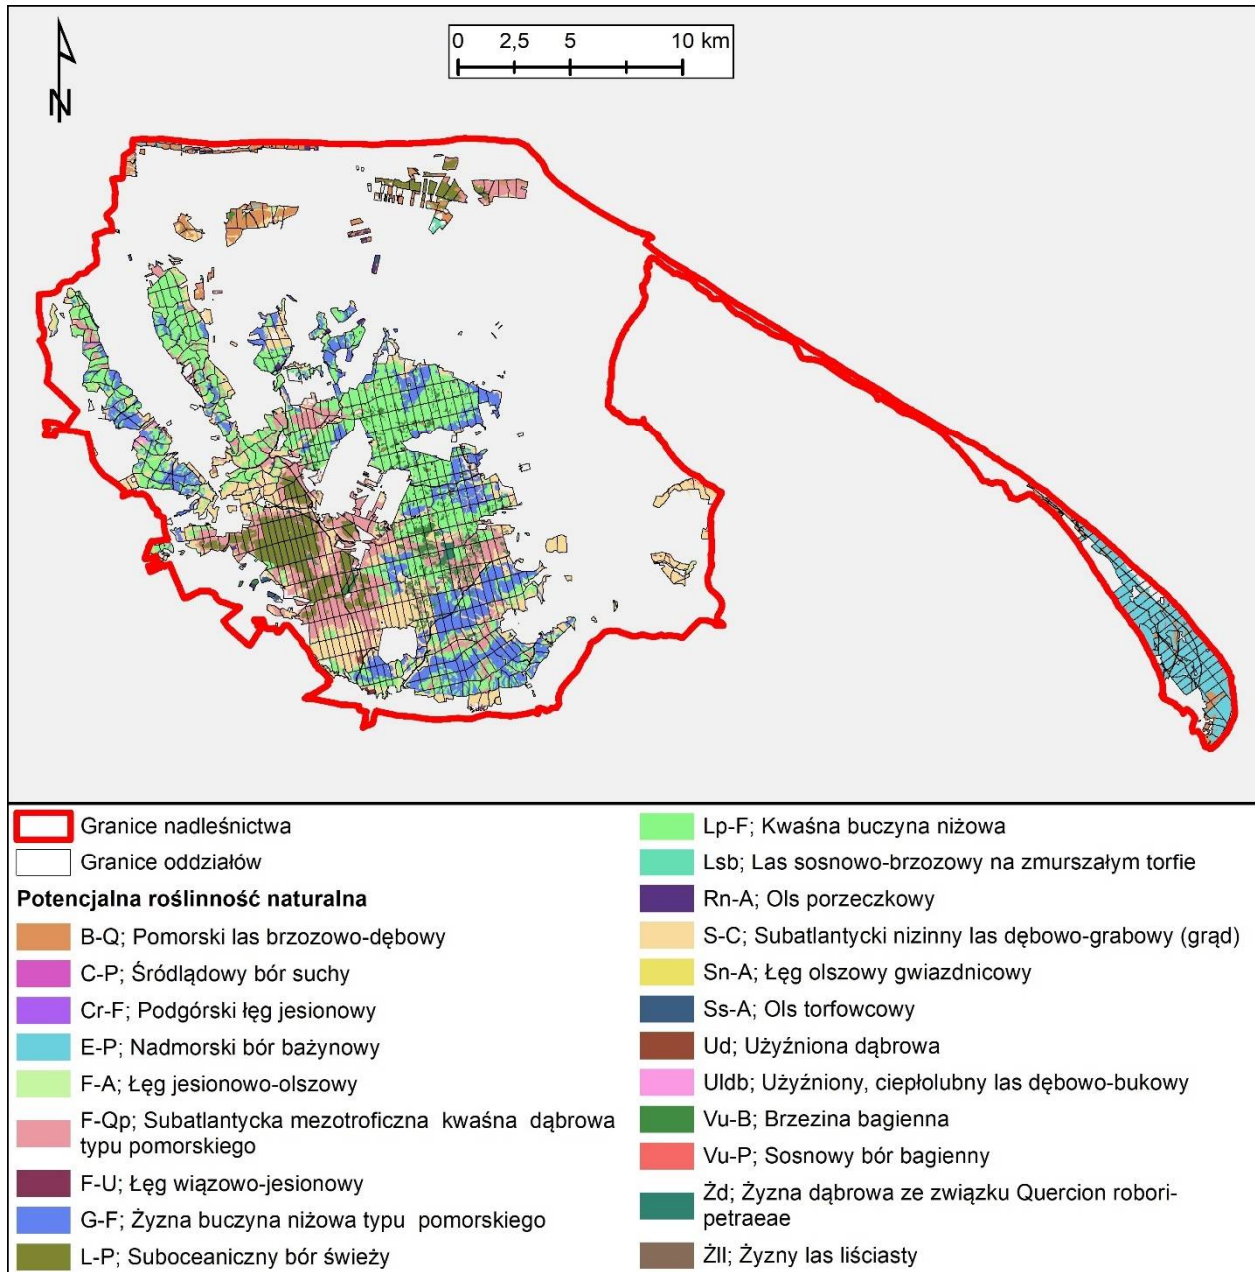 0 2,5 5 10 km
N
Granice nadleśnictwa
Granice oddziałów
Potencjalna roślinność naturalna
B-Q; Pomorski las brzozowo-dębowy
C-P; Śródlądowy bór suchy
Cr-F; Podgórski łęg jesionowy
E-P; Nadmorski bór bażynowy
F-A; Łęg jesionowo-olszowy
F-Qp; Subatlantycka mezotroficzna kwaśna dąbrowa
typu pomorskiego
F-U; Łęg wiązowo-jesionowy
G-F; Żyzna buczyna niżowa typu pomorskiego
L-P; Suboceaniczny bór świeży
Lp-F; Kwaśna buczyna niżowa
Lsb; Las sosnowo-brzozowy na zmurszałym torfie
Rn-A; Ols porzeczkowy
S-C; Subatlantycki nizinny las dębowo-grabowy (grąd)
Sn-A; Łęg olszowy gwiazdnicowy
Ss-A; Ols torfowcowy
Ud; Użyźniona dąbrowa
Uldb; Użyźniony, ciepłolubny las dębowo-bukowy
Vu-B; Brzezina bagienna
Vu-P; Sosnowy bór bagienny
Żd; Żyzna dąbrowa ze związku Quercion robori-
petraeae
Żll; Żyzny las liściasty